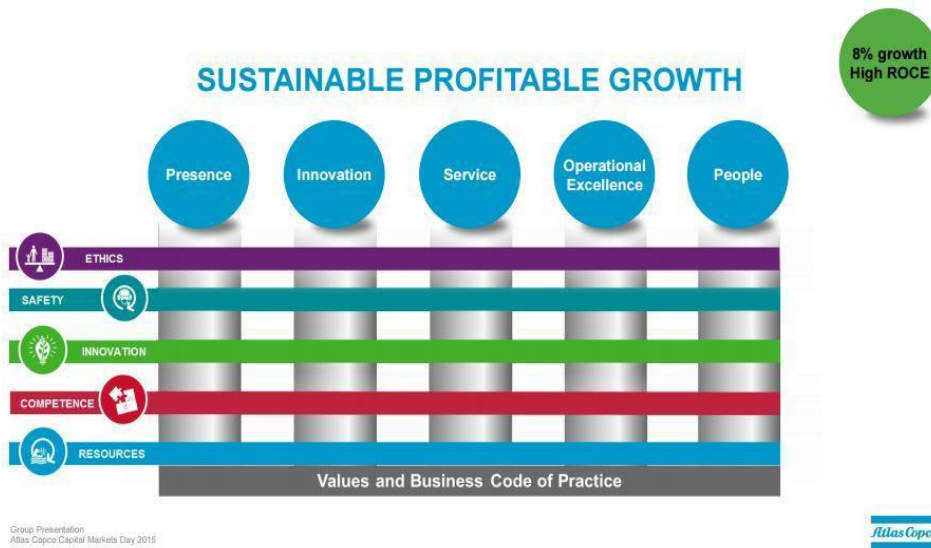 8% growth
High ROCE
SUSTAINABLE PROFITABLE GROWTH
Presence
Innovation
Service
Operational
Excellence
People
ETHICS
SAFETY
INNOVATION
COMPETENCE
RESOURCES
Values and Business Code of Practice
Group Presentation
Atlas Copco Capital Markets Day 2015
Atlas Copco